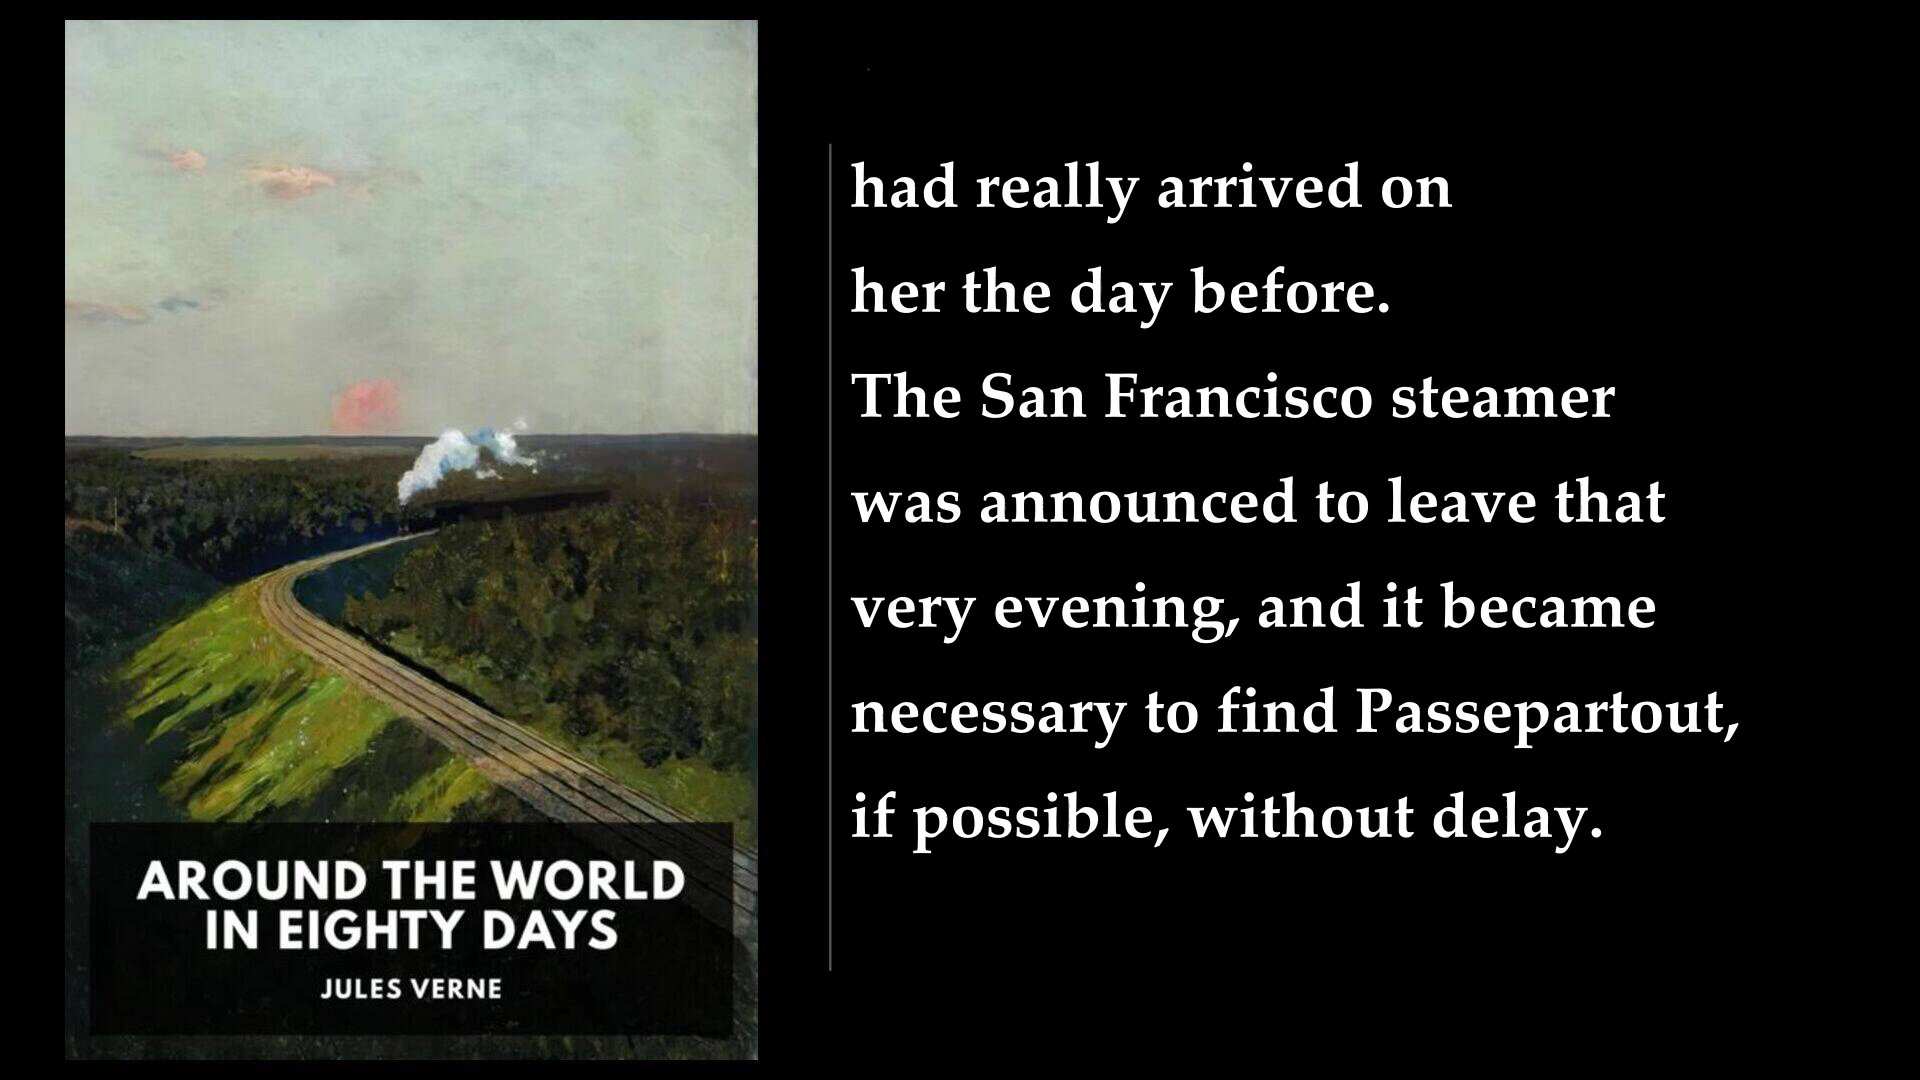 had really arrived on
her the day before.
The San Francisco steamer
was announced to leave that
very evening, and it became
necessary to find Passepartout,
if possible, without delay.
AROUND THE WORLD
IN EIGHTY DAYS
JULES VERNE